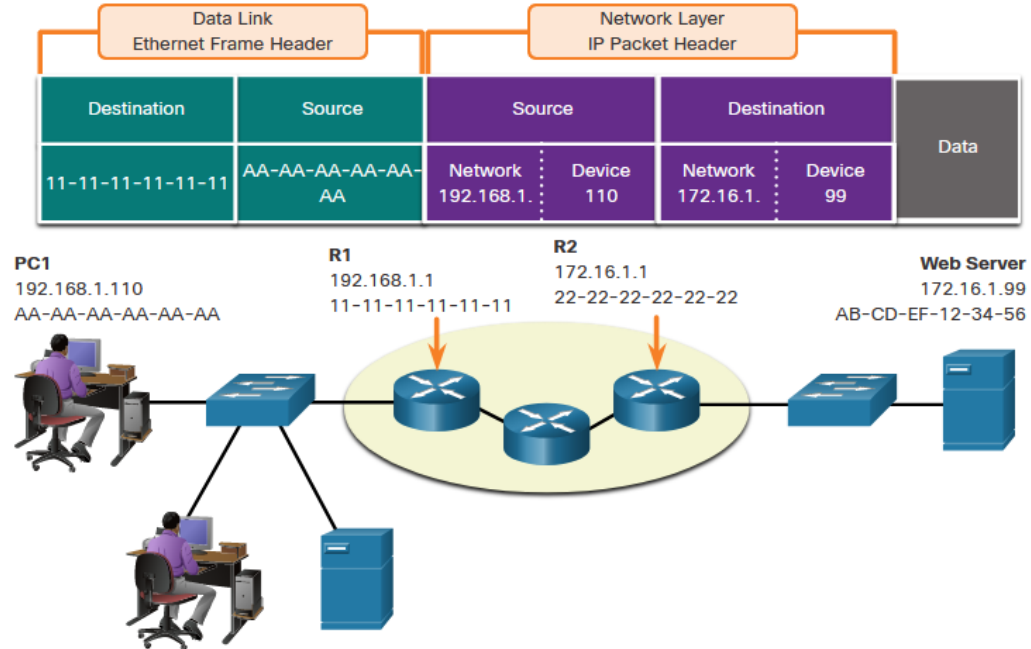 Data Link
Ethernet Frame Header
Network Layer
IP Packet Header
Destination
Source
Source
Destination
Data
11-11-11-11-11-11
AA-AA-AA-AA-AA-
AA
Network
192.168.1.
Device
110
Network
172.16.1.
Device
99
PC1
192.168.1.110
AA-AA-AA-AA-AA-AA
R1
192.168.1.1
11-11-11-11-11-11
R2
172.16.1.1
22-22-22-22-22-22
Web Server
172.16.1.99
AB-CD-EF-12-34-56